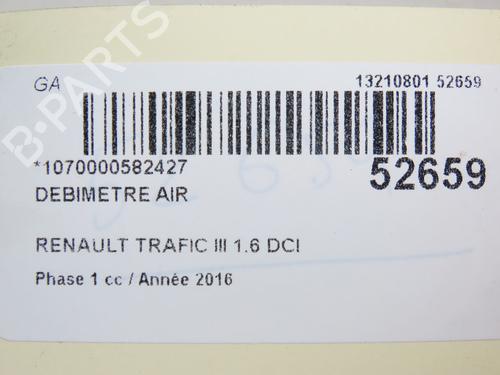 GA 13210801 52659
*1070000582427 52659
DEBIMETRE AIR
RENAULT TRAFIC III 1.6 DCI
Phase 1 cc / Année 2016
B-PARTS